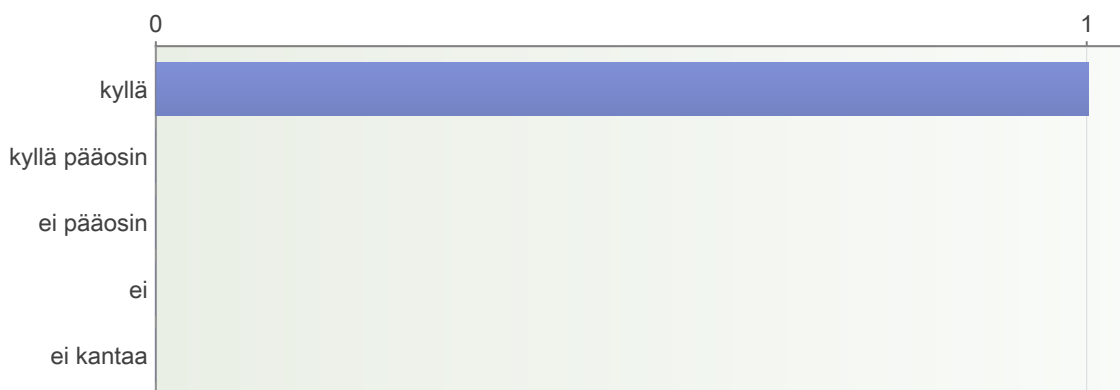 0 1
kyllä
kyllä pääosin
ei pääosin
ei
ei kantaa